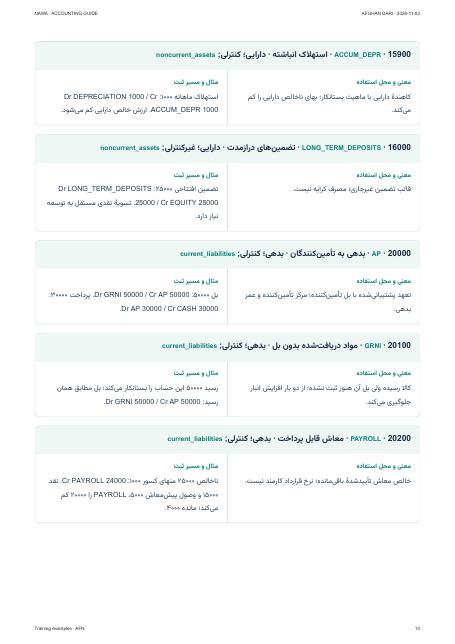 NAWA · ACCOUNTING GUIDE
AFGHAN DARI · 2026-11-02
15900 · ACCUM_DEPR · استهلاک انباشته · دارایی؛ کنترلی; noncurrent_assets
معنی و محل استفاده
کاهندهٔ دارایی با ماهیت بستانکار؛ بهای ناخالص دارایی را کم
می‌کند.
مثال و مسیر ثبت
استهلاک ماهانه ۱۰۰۰: Dr DEPRECIATION 1000 / Cr
ACCUM_DEPR 1000. ارزش خالص دارایی کم می‌شود.
16000 · LONG_TERM_DEPOSITS · تضمین‌های درازمدت · دارایی؛ غیرکنترلی; noncurrent_assets
معنی و محل استفاده
قالب تضمین غیرجاری؛ مصرف کرایه نیست.
مثال و مسیر ثبت
تضمین افتتاحی ۲۵۰۰۰: Dr LONG_TERM_DEPOSITS
25000 / Cr EQUITY 25000. تسویهٔ نقدی مستقل به توسعه
نیاز دارد.
20000 · AP · بدهی به تأمین‌کنندگان · بدهی؛ کنترلی; current_liabilities
معنی و محل استفاده
تعهد پشتیبانی‌شده با بل تأمین‌کننده؛ مرکز تأمین‌کننده و عمر
بدهی.
مثال و مسیر ثبت
بل ۵۰۰۰۰: Dr GRNI 50000 / Cr AP 50000. پرداخت ۳۰۰۰۰:
Dr AP 30000 / Cr CASH 30000.
20100 · GRNI · مواد دریافت‌شده بدون بل · بدهی؛ کنترلی; current_liabilities
معنی و محل استفاده
کالا رسیده ولی بل آن هنوز ثبت نشده؛ از دو بار افزایش انبار
جلوگیری می‌کند.
مثال و مسیر ثبت
رسید ۵۰۰۰۰ این حساب را بستانکار می‌کند؛ بل مطابق همان
رسید: Dr GRNI 50000 / Cr AP 50000.
20200 · PAYROLL · معاش قابل پرداخت · بدهی؛ کنترلی; current_liabilities
معنی و محل استفاده
خالص معاش تأییدشدهٔ باقی‌مانده؛ نرخ قرارداد کارمند نیست.
مثال و مسیر ثبت
ناخالص ۲۵۰۰۰ منهای کسور ۱۰۰۰: Cr PAYROLL 24000. نقد
۱۵۰۰۰ و وصول پیش‌معاش ۵۰۰۰، PAYROLL را ۲۰۰۰۰ کم
می‌کند؛ مانده ۴۰۰۰.
Training examples · AFN
10